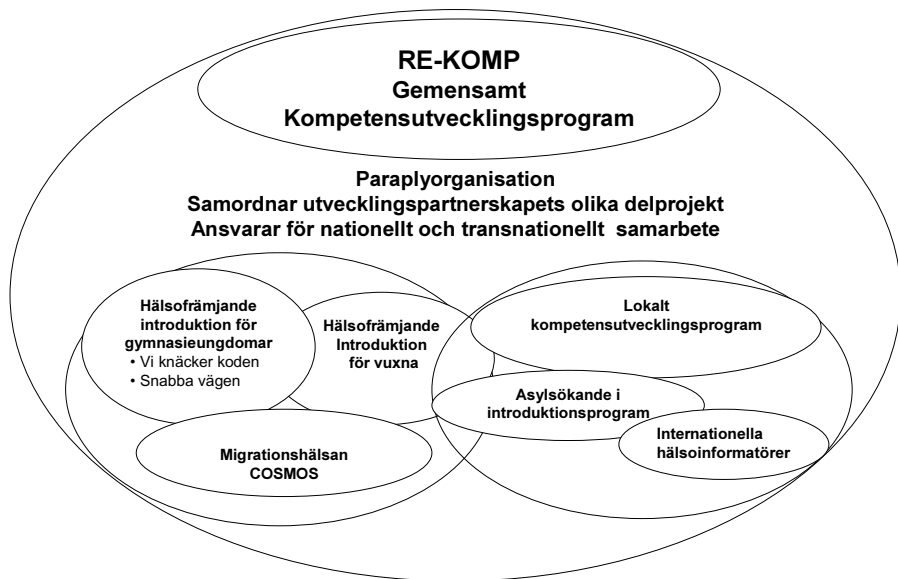 RE-KOMP
Gemensamt
Kompetensutvecklingsprogram
Paraplyorganisation
Samordnar utvecklingspartnerskapets olika delprojekt
Ansvarar för nationellt och transnationellt samarbete
Hälsofrämjande
introduktion för
gymnasieungdomar
• Vi knäcker koden
• Snabba vägen
Hälsofrämjande
Introduktion
för vuxna
Lokalt
kompetensutvecklingsprogram
Asylsökande i
introduktionsprogram
Internationella
hälsoinformatörer
Migrationshälsan
COSMOS